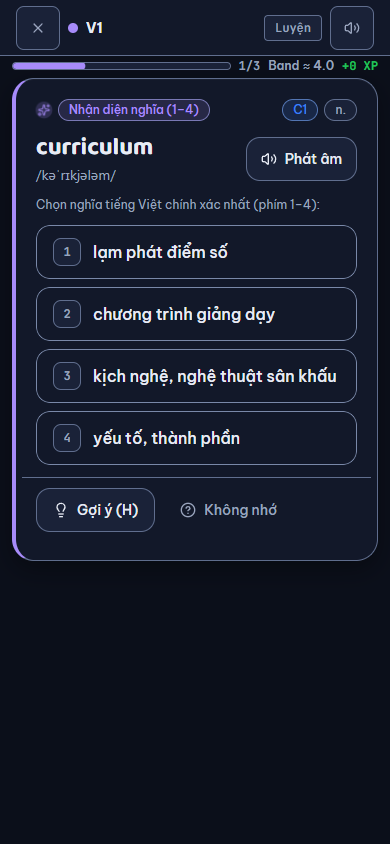 V1
Luyện
1/3 Band ≈ 4.0 +0 XP
Nhận diện nghĩa (1–4)
C1
n.
curriculum
/kəˈrɪkjələm/
Phát âm
Chọn nghĩa tiếng Việt chính xác nhất (phím 1–4):
1 lạm phát điểm số
2 chương trình giảng dạy
3 kịch nghệ, nghệ thuật sân khấu
4 yếu tố, thành phần
Gợi ý (H)
Không nhớ